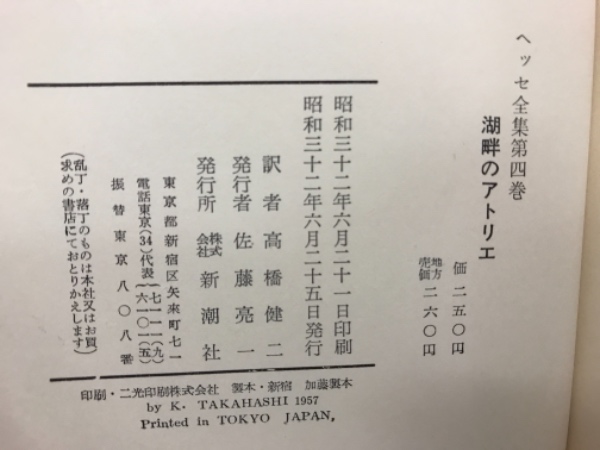 ヘッセ全集第四巻
湖畔のアトリエ
価 二五〇円
地方売価 二六〇円
昭和三十二年六月二十一日印刷
昭和三十二年六月二十五日発行
訳者 高橋健二
発行者 佐藤亮一
発行所 株式会社 新潮社
東京都新宿区矢来町七一
電話東京(34)代表{七一一一(九)
六一〇一(五)
振替東京八〇八番
(乱丁・落丁のものは本社又はお買
求めの書店にておとりかえします)
印刷・二光印刷株式会社 製本・新宿 加藤製本
by K. TAKAHASHI 1957
Printed in TOKYO JAPAN,